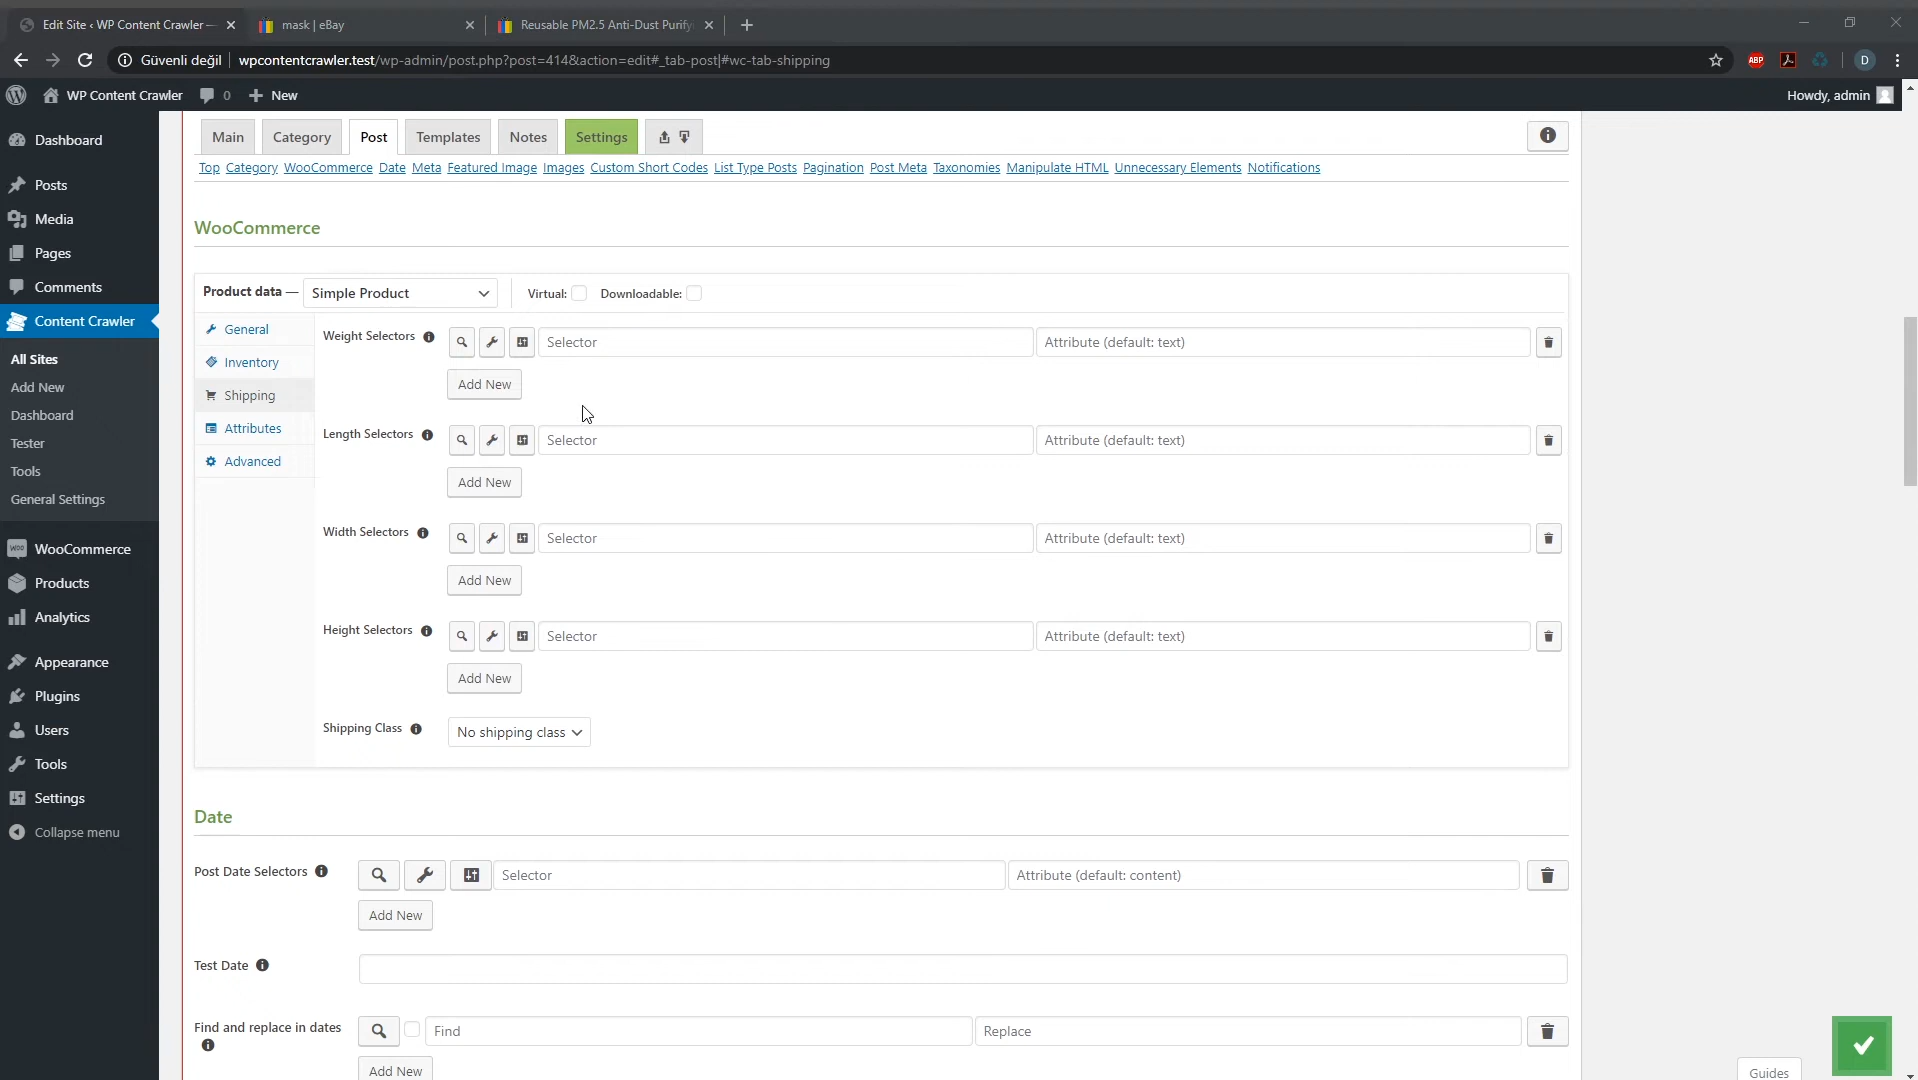 Edit Site ‹ WP Content Crawler —
mask | eBay
Reusable PM2.5 Anti-Dust Purify
Güvenli değil
wpcontentcrawler.test/wp-admin/post.php?post=414&action=edit#_tab-post|#wc-tab-shipping
ABP
D
WP Content Crawler
0
New
Howdy, admin
Dashboard
Posts
Media
Pages
Comments
Content Crawler
All Sites
Add New
Dashboard
Tester
Tools
General Settings
WooCommerce
Products
Analytics
Appearance
Plugins
Users
Tools
Settings
Collapse menu
Main
Category
Post
Templates
Notes
Settings
Top Category WooCommerce Date Meta Featured Image Images Custom Short Codes List Type Posts Pagination Post Meta Taxonomies Manipulate HTML Unnecessary Elements Notifications
WooCommerce
Product data — Simple Product Virtual: Downloadable:
General
Inventory
Shipping
Attributes
Advanced
Weight Selectors Selector Attribute (default: text)
Add New
Length Selectors Selector Attribute (default: text)
Add New
Width Selectors Selector Attribute (default: text)
Add New
Height Selectors Selector Attribute (default: text)
Add New
Shipping Class No shipping class
Date
Post Date Selectors Selector Attribute (default: content)
Add New
Test Date
Find and replace in dates Find Replace
Add New
Guides